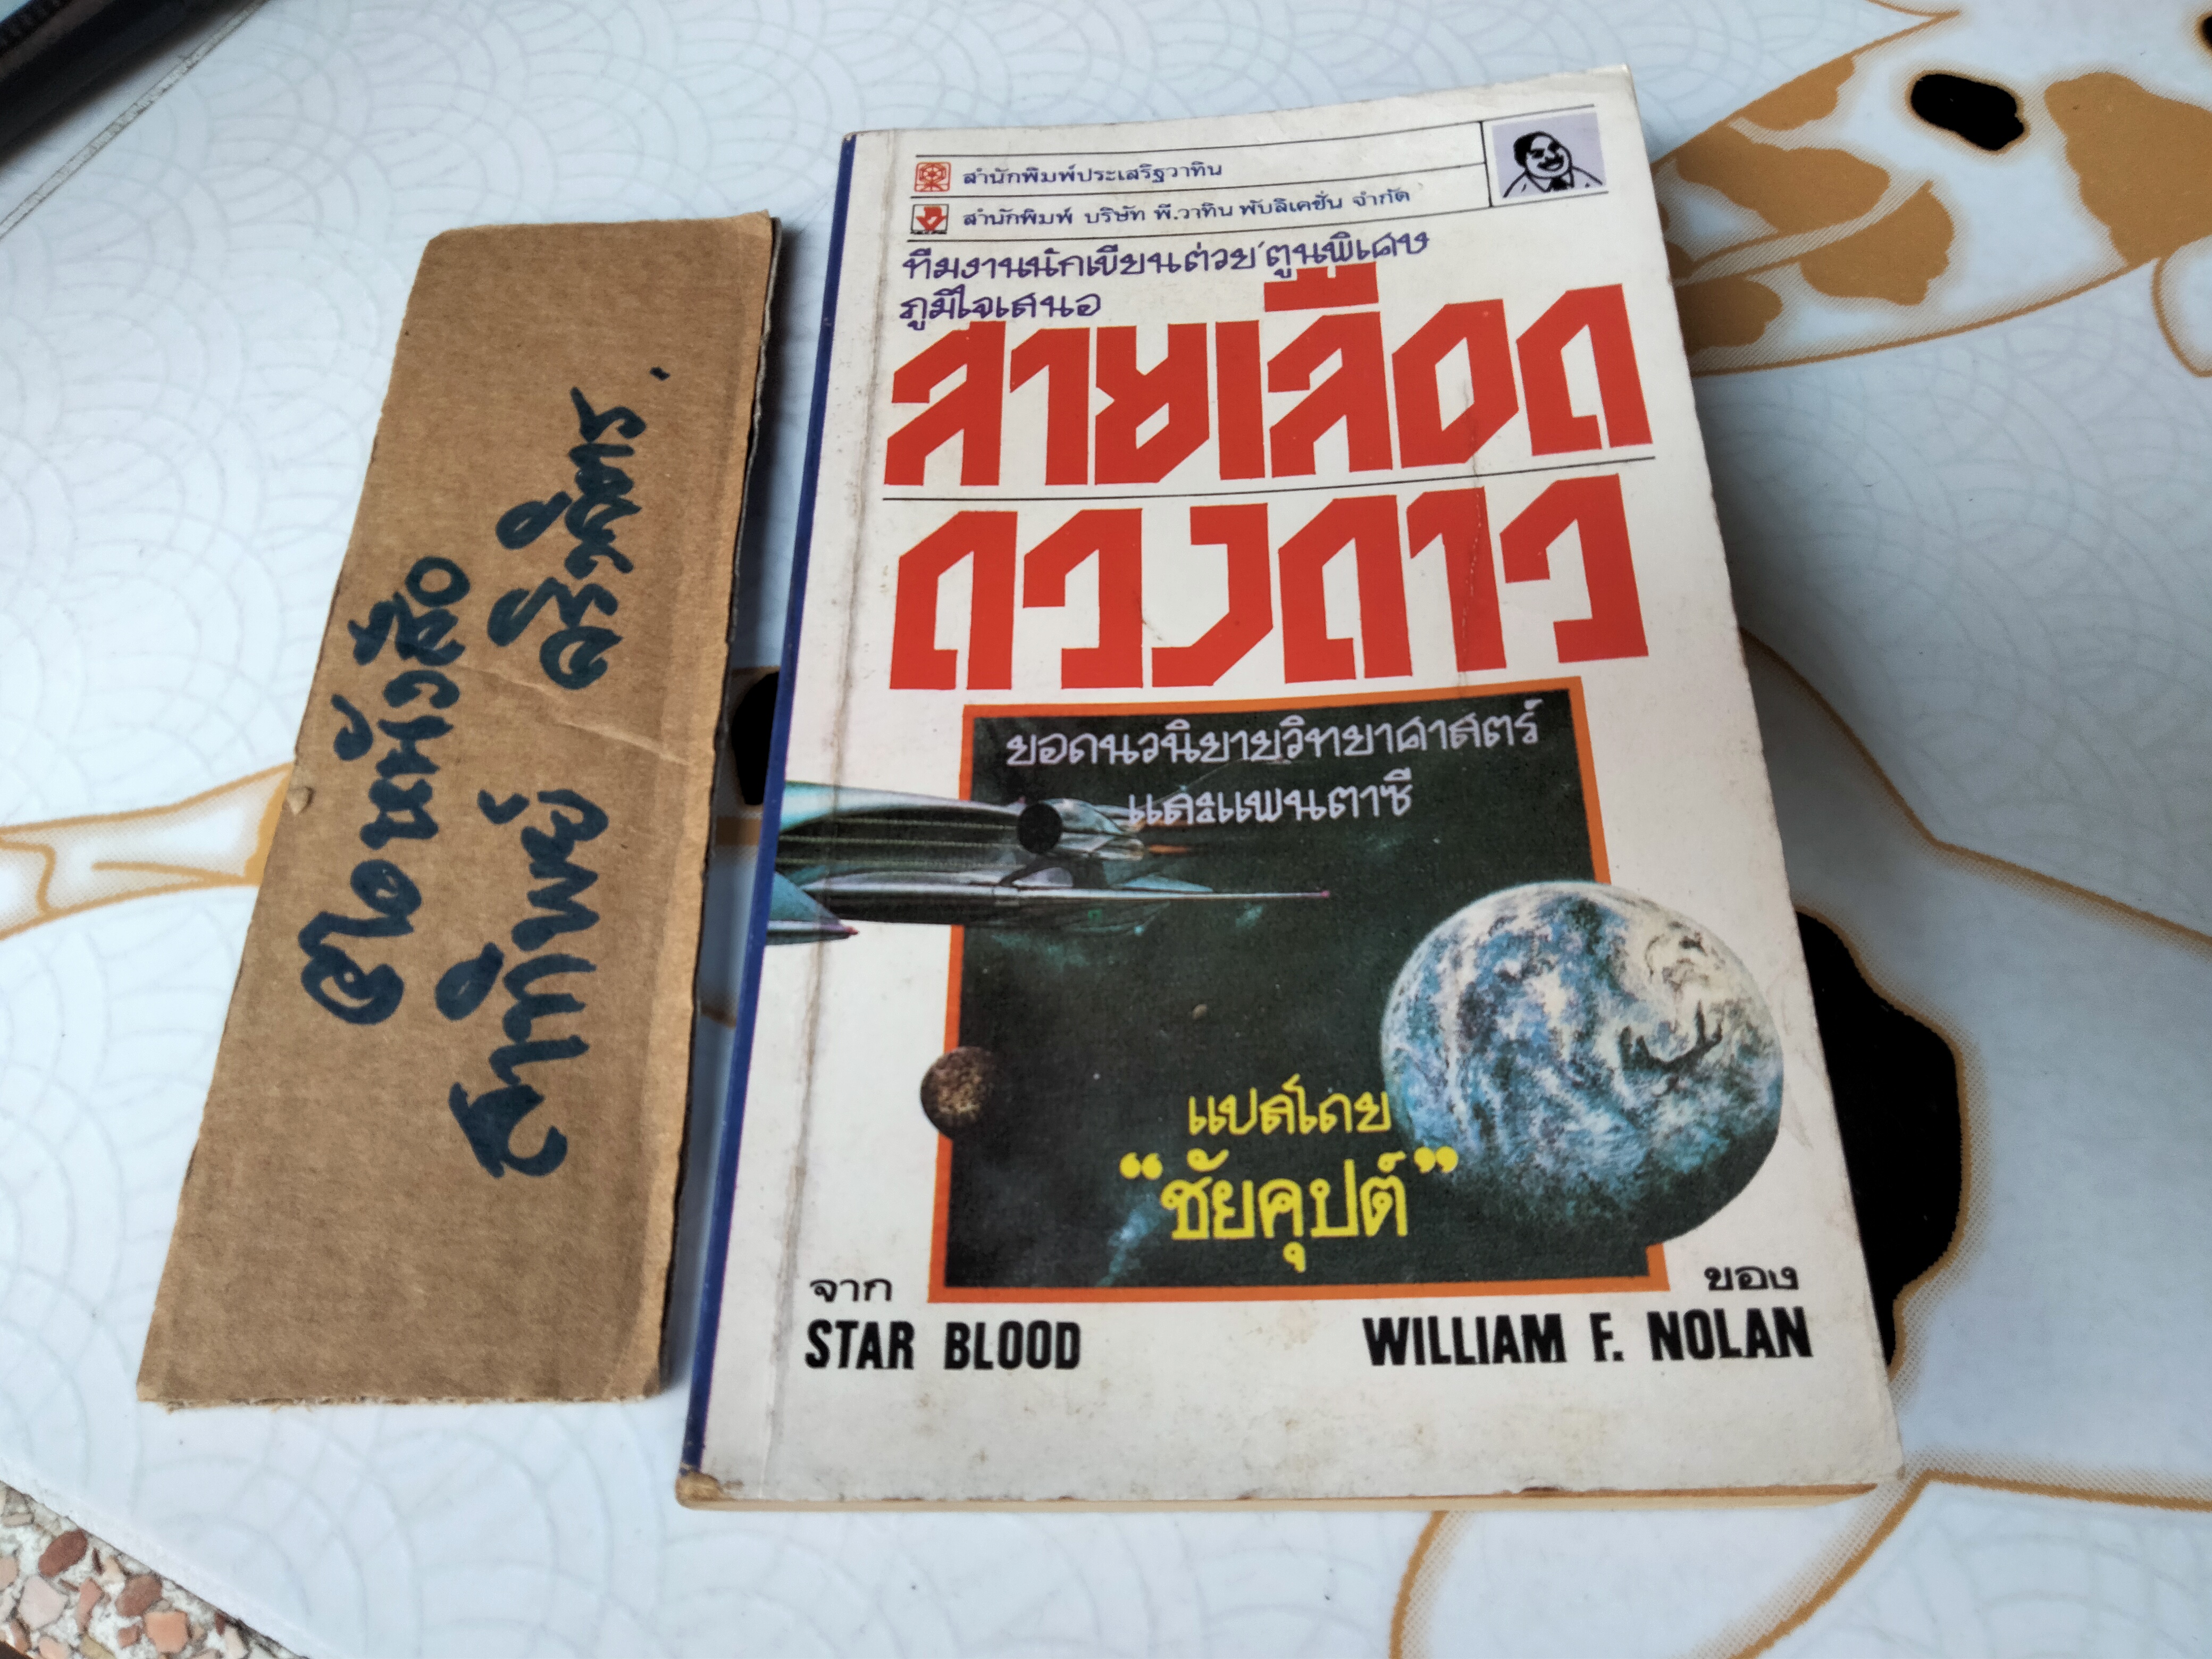 สำนักพิมพ์ประเสริฐวาทิน
สำนักพิมพ์ บริษัท พี.วาทิน พับลิเคชั่น จำกัด
ทีมงานนักเขียนต่วย'ตูนพิเศษ
ภูมิใจเสนอ
สายเลือด
ดวงดาว
ยอดนวนิยายวิทยาศาสตร์
และแฟนตาซี
แปลโดย
“ชัยคุปต์”
จาก
STAR BLOOD
ของ
WILLIAM F. NOLAN
หนังสือ